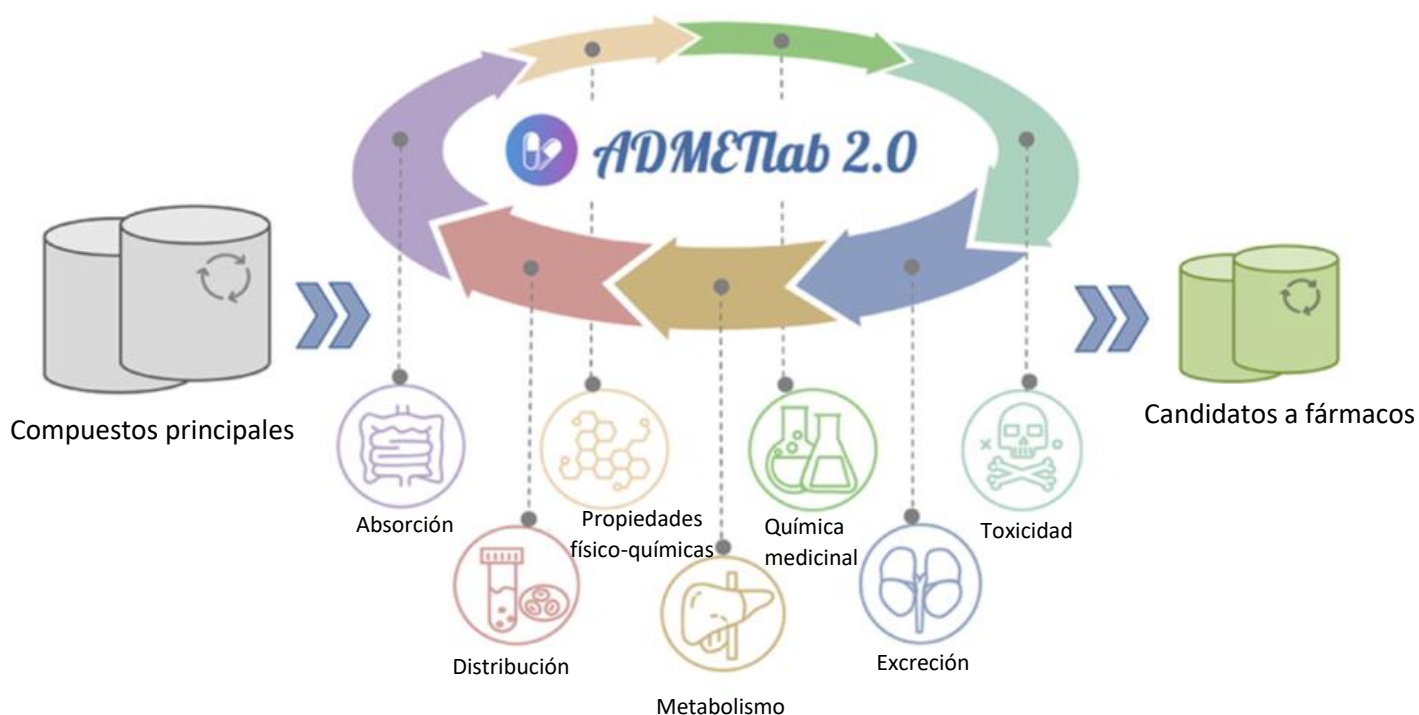 ADMETlab 2.0
Compuestos principales
Candidatos a fármacos
Absorción
Propiedades
físico-químicas
Química
medicinal
Toxicidad
Distribución
Metabolismo
Excreción